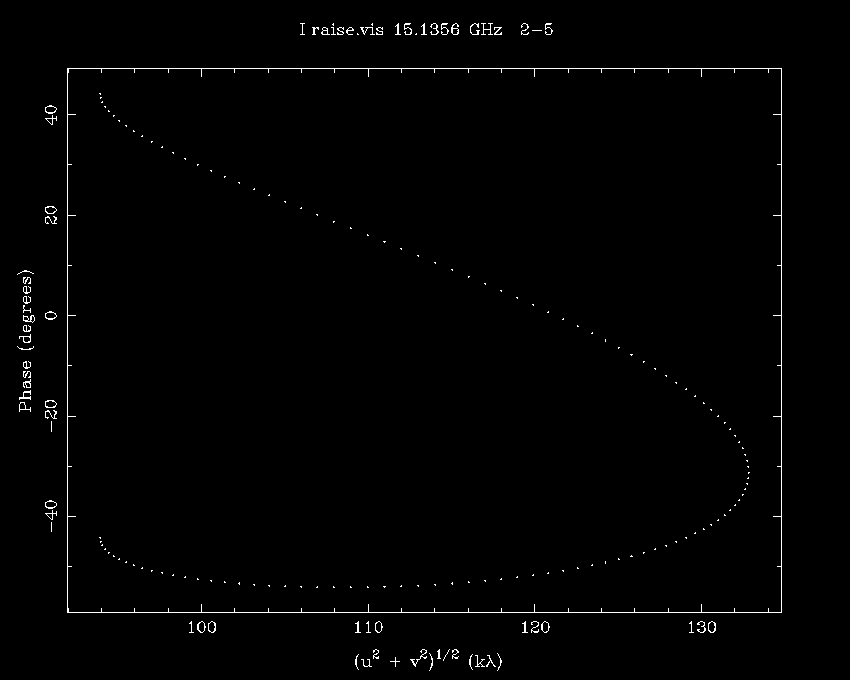 I raise.vis 15.1356 GHz 2−5
40
20
0
−20
−40
Phase (degrees)
100 110 120 130
(u² + v²)¹/² (kλ)